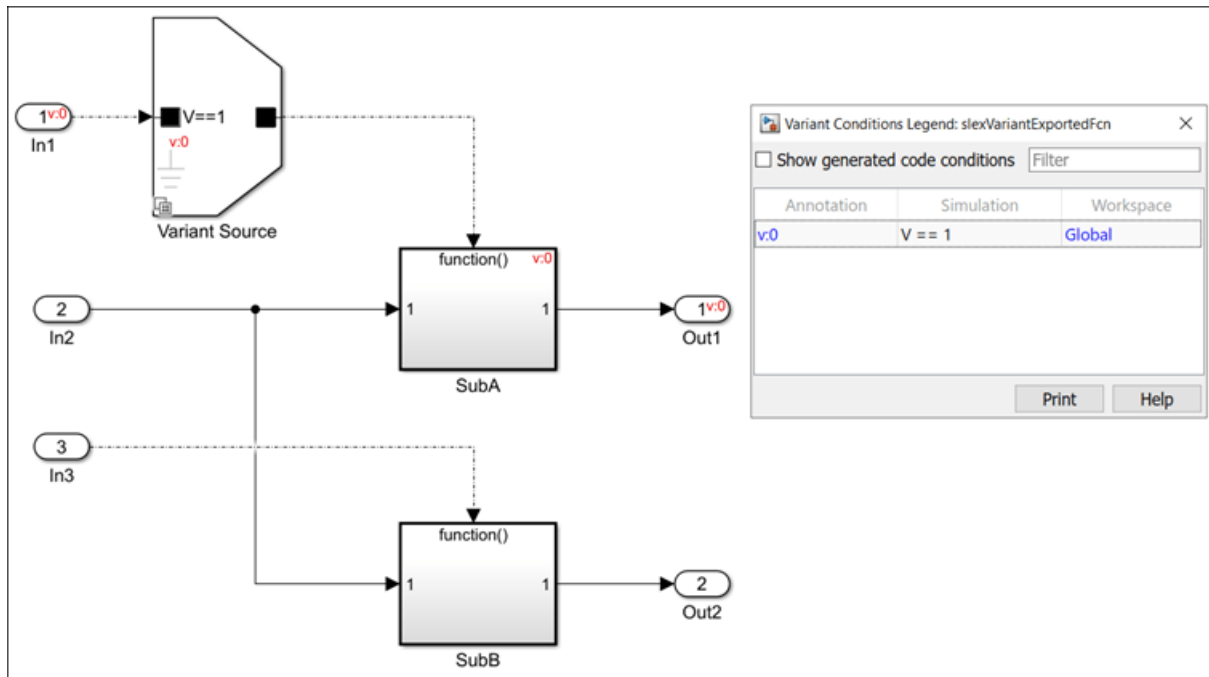 1 v:0
In1
V==1
v:0
Variant Source
function() v:0
1 1
SubA
2
In2
1 v:0
Out1
3
In3
function()
1 1
SubB
2
Out2
Variant Conditions Legend: slexVariantExportedFcn
Show generated code conditions Filter
Annotation Simulation Workspace
v:0 V == 1 Global
Print Help